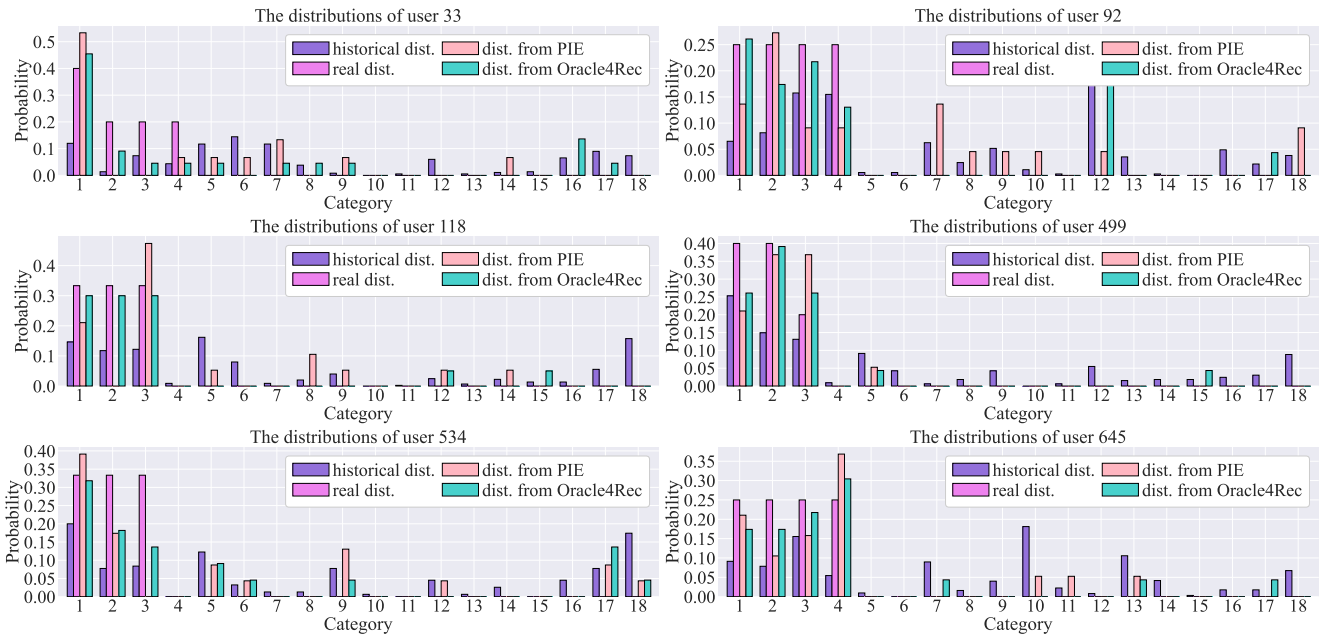 The distributions of user 33
Probability
0.5
0.4
0.3
0.2
0.1
0.0
historical dist.
real dist.
dist. from PIE
dist. from Oracle4Rec
1 2 3 4 5 6 7 8 9 10 11 12 13 14 15 16 17 18
Category
The distributions of user 92
Probability
0.25
0.20
0.15
0.10
0.05
0.00
historical dist.
real dist.
dist. from PIE
dist. from Oracle4Rec
1 2 3 4 5 6 7 8 9 10 11 12 13 14 15 16 17 18
Category
The distributions of user 118
Probability
0.4
0.3
0.2
0.1
0.0
historical dist.
real dist.
dist. from PIE
dist. from Oracle4Rec
1 2 3 4 5 6 7 8 9 10 11 12 13 14 15 16 17 18
Category
The distributions of user 499
Probability
0.40
0.35
0.30
0.25
0.20
0.15
0.10
0.05
0.00
historical dist.
real dist.
dist. from PIE
dist. from Oracle4Rec
1 2 3 4 5 6 7 8 9 10 11 12 13 14 15 16 17 18
Category
The distributions of user 534
Probability
0.40
0.35
0.30
0.25
0.20
0.15
0.10
0.05
0.00
historical dist.
real dist.
dist. from PIE
dist. from Oracle4Rec
1 2 3 4 5 6 7 8 9 10 11 12 13 14 15 16 17 18
Category
The distributions of user 645
Probability
0.35
0.30
0.25
0.20
0.15
0.10
0.05
0.00
historical dist.
real dist.
dist. from PIE
dist. from Oracle4Rec
1 2 3 4 5 6 7 8 9 10 11 12 13 14 15 16 17 18
Category